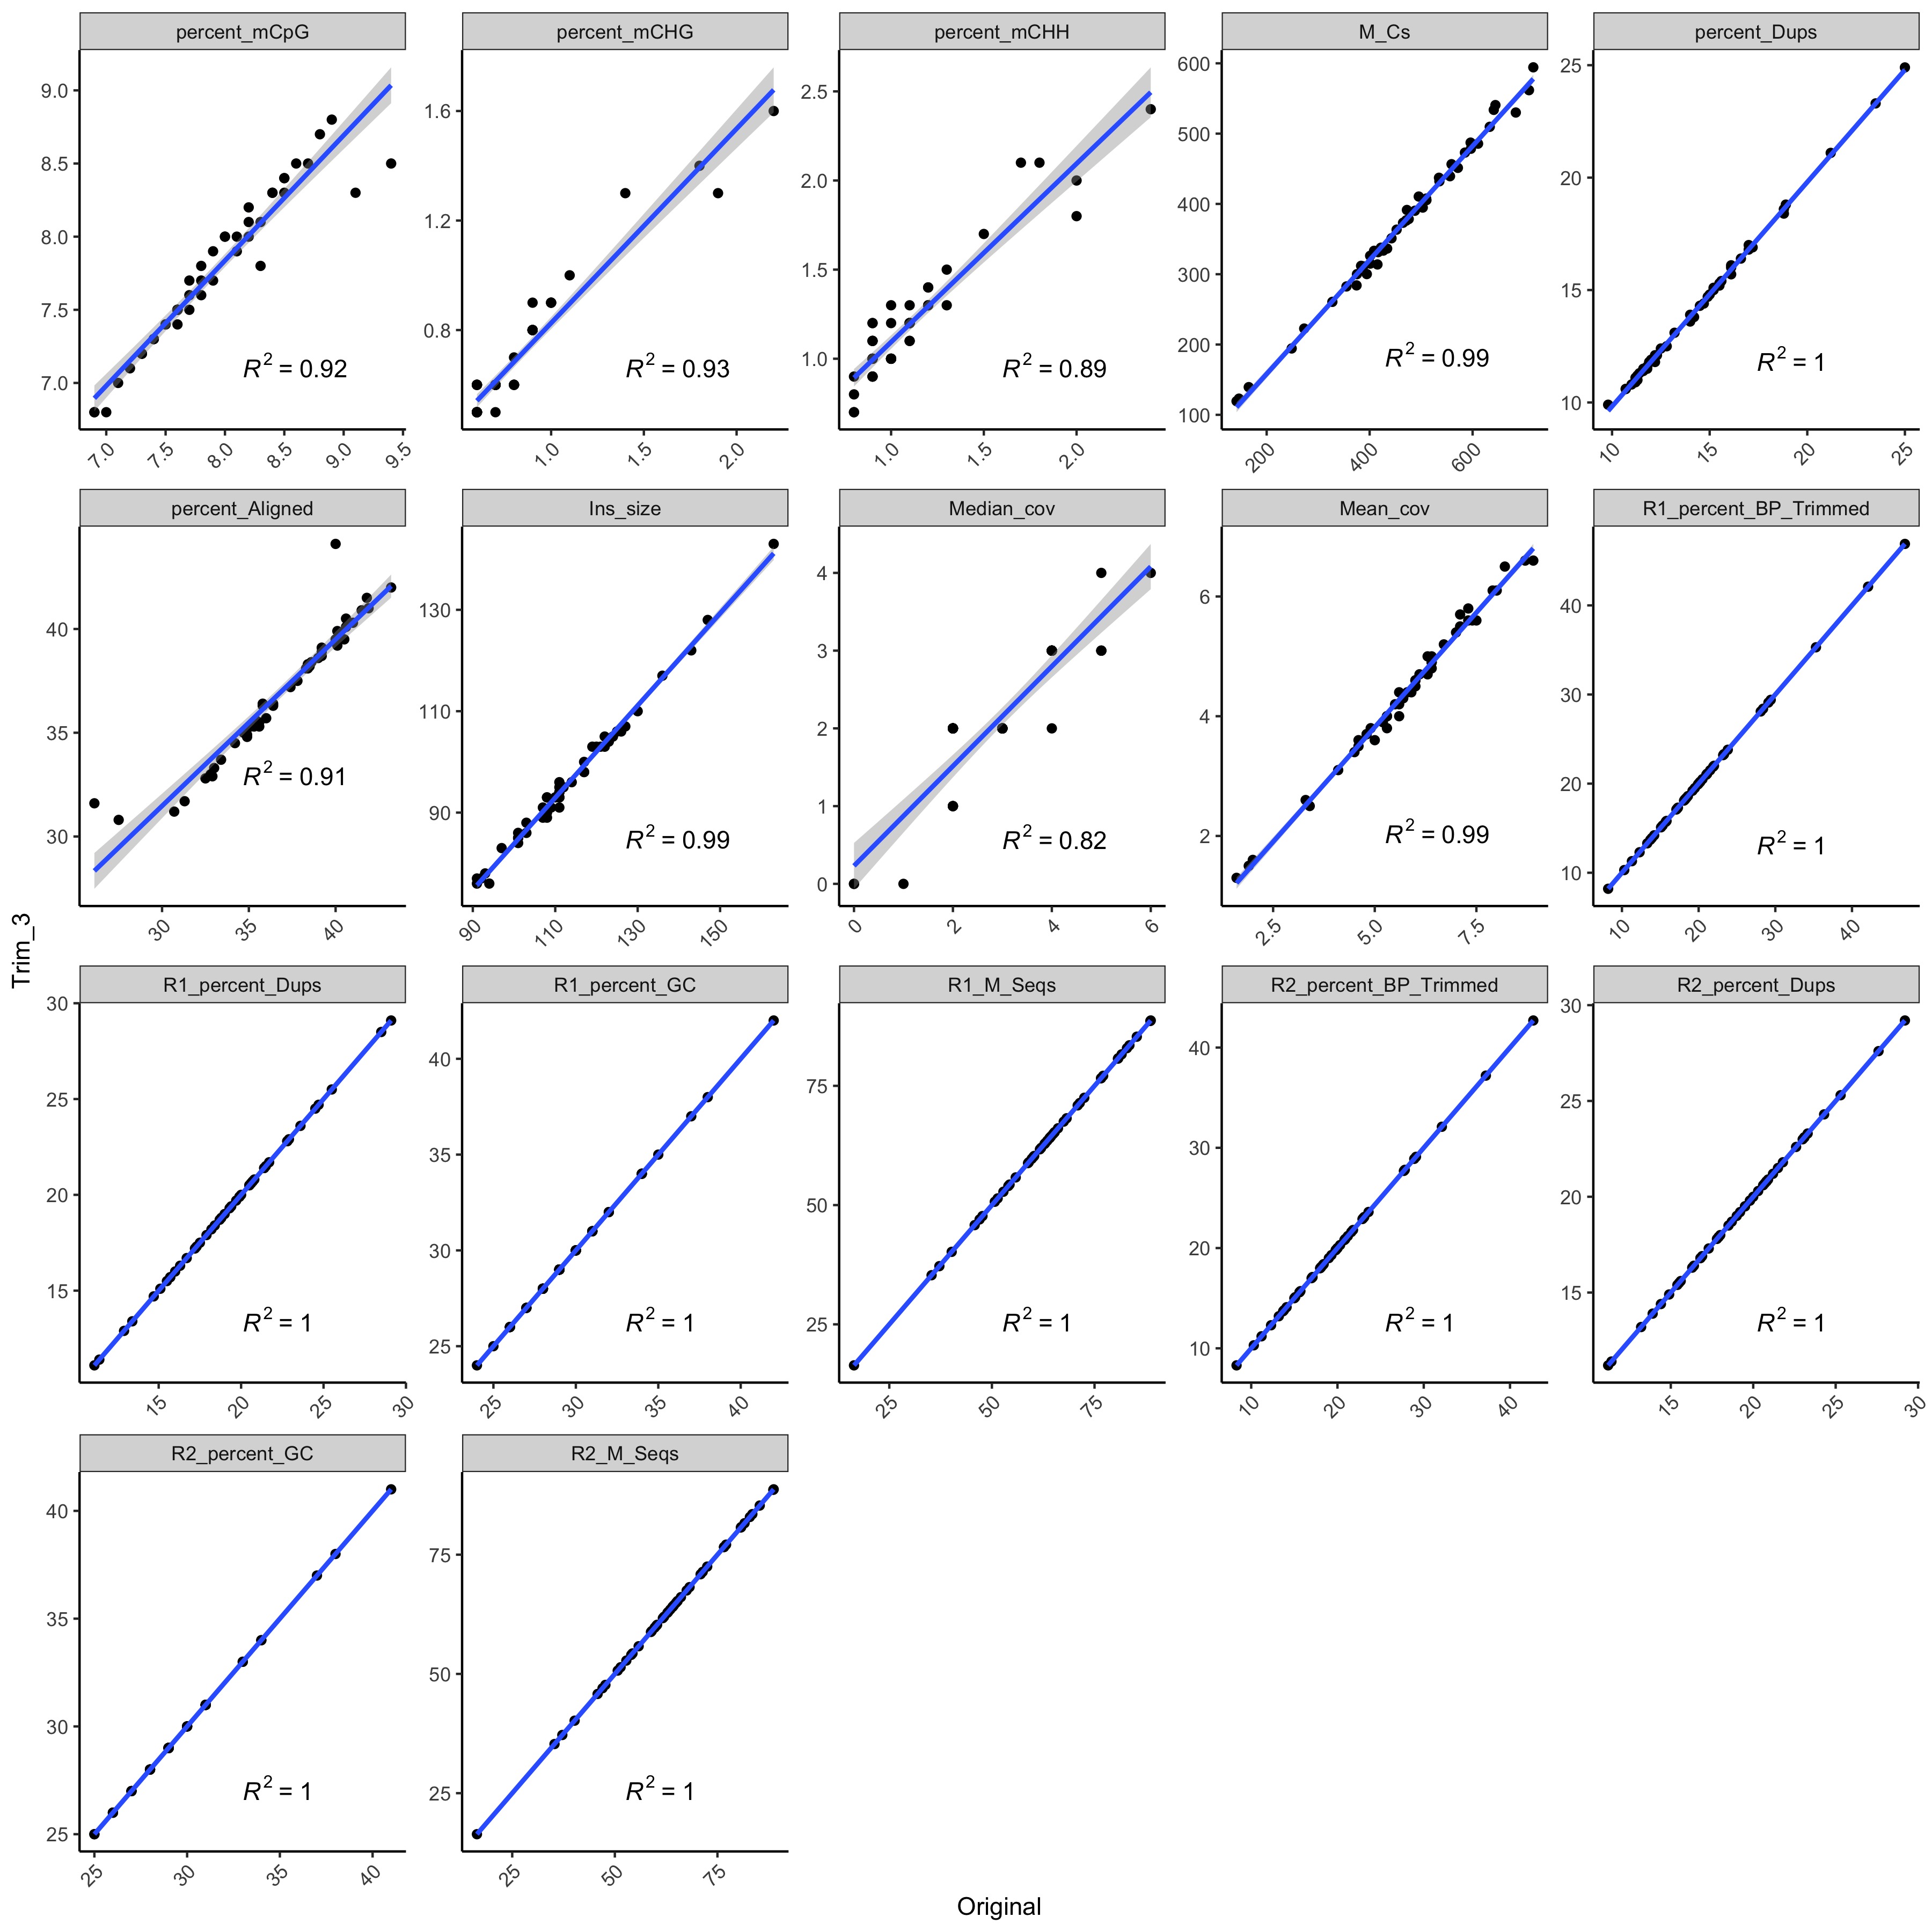 percent_mCpG percent_mCHG percent_mCHH M_Cs percent_Dups
9.0 8.5 8.0 7.5 7.0
R² = 0.92
7.0 7.5 8.0 8.5 9.0 9.5
1.6 1.2 0.8
R² = 0.93
1.0 1.5 2.0
2.5 2.0 1.5 1.0
R² = 0.89
1.0 1.5 2.0
600 500 400 300 200 100
R² = 0.99
200 400 600
25 20 15 10
R² = 1
10 15 20 25
percent_Aligned Ins_size Median_cov Mean_cov R1_percent_BP_Trimmed
40 35 30
R² = 0.91
30 35 40
130 110 90
R² = 0.99
90 110 130 150
4 3 2 1 0
R² = 0.82
0 2 4 6
6 4 2
R² = 0.99
2.5 5.0 7.5
40 30 20 10
R² = 1
10 20 30 40
Trim_3
R1_percent_Dups R1_percent_GC R1_M_Seqs R2_percent_BP_Trimmed R2_percent_Dups
30 25 20 15
R² = 1
15 20 25 30
40 35 30 25
R² = 1
25 30 35 40
75 50 25
R² = 1
25 50 75
40 30 20 10
R² = 1
10 20 30 40
30 25 20 15
R² = 1
15 20 25 30
R2_percent_GC R2_M_Seqs
40 35 30 25
R² = 1
25 30 35 40
75 50 25
R² = 1
25 50 75
Original